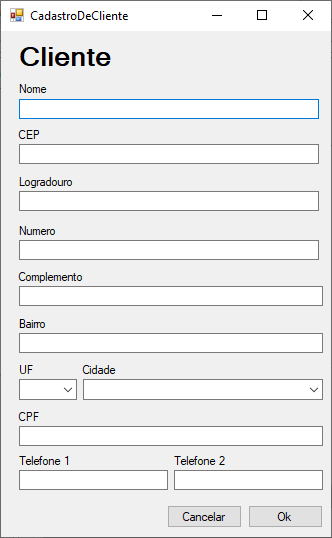 CadastroDeCliente
Cliente
Nome
CEP
Logradouro
Numero
Complemento
Bairro
UF Cidade
CPF
Telefone 1 Telefone 2
Cancelar Ok